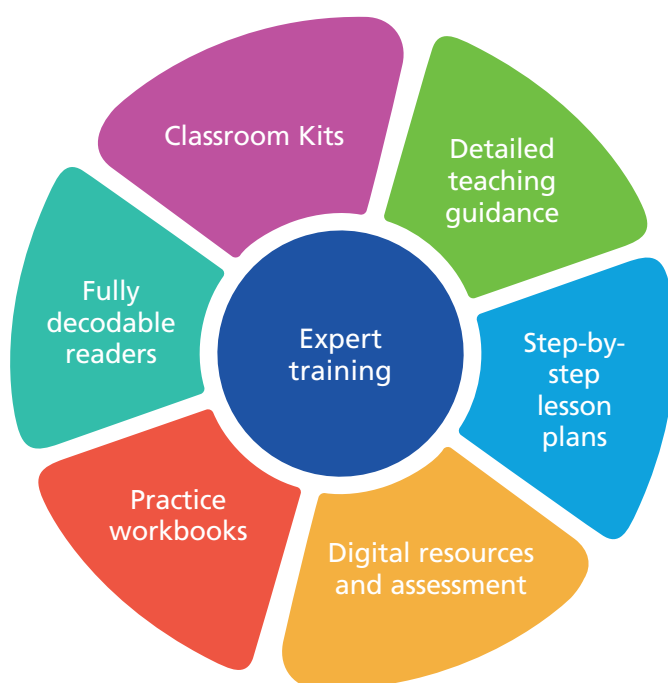 Classroom Kits
Detailed
teaching
guidance
Step-by-
step
lesson
plans
Digital resources
and assessment
Practice
workbooks
Fully
decodable
readers
Expert
training